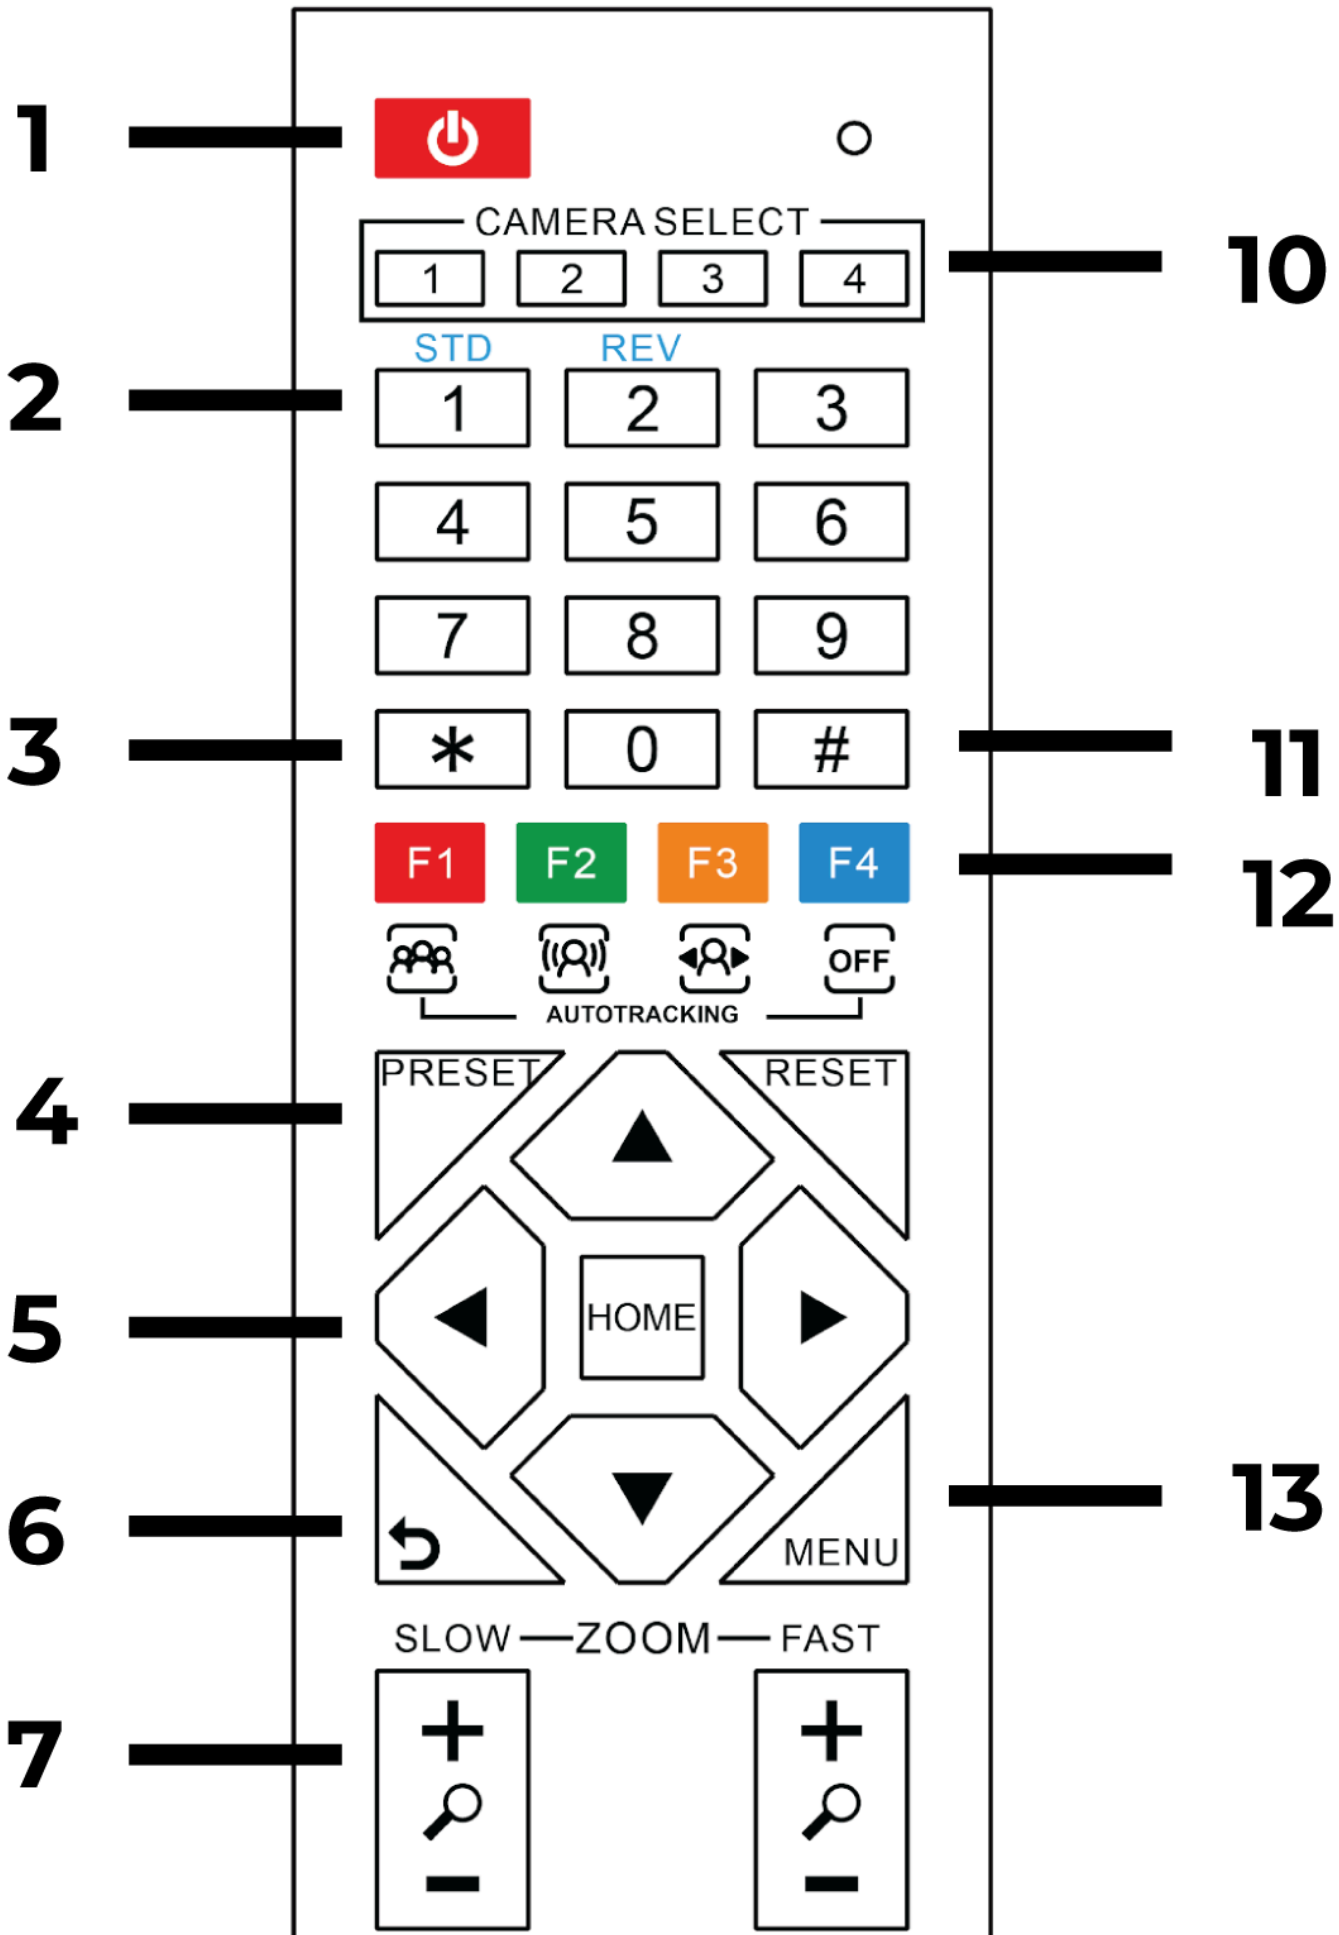 1
CAMERA SELECT
1 2 3 4
10
STD REV
2
1 2 3
4 5 6
7 8 9
3
* 0 #
11
F1 F2 F3 F4
12
OFF
AUTOTRACKING
PRESET RESET
4
5
HOME
6
MENU
13
SLOW ZOOM FAST
7
+ +
- -